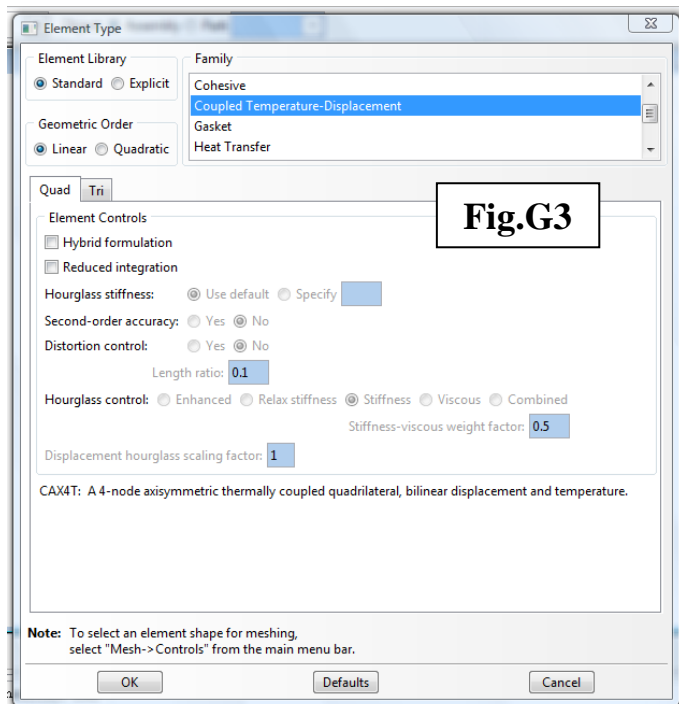 Element Type
Element Library
Family
Standard Explicit
Cohesive
Coupled Temperature-Displacement
Gasket
Heat Transfer
Geometric Order
Linear Quadratic
Quad Tri
Fig.G3
Element Controls
Hybrid formulation
Reduced integration
Hourglass stiffness: Use default Specify
Second-order accuracy: Yes No
Distortion control: Yes No
Length ratio: 0.1
Hourglass control: Enhanced Relax stiffness Stiffness Viscous Combined
Stiffness-viscous weight factor: 0.5
Displacement hourglass scaling factor: 1
CAX4T: A 4-node axisymmetric thermally coupled quadrilateral, bilinear displacement and temperature.
Note: To select an element shape for meshing,
select "Mesh->Controls" from the main menu bar.
OK Defaults Cancel